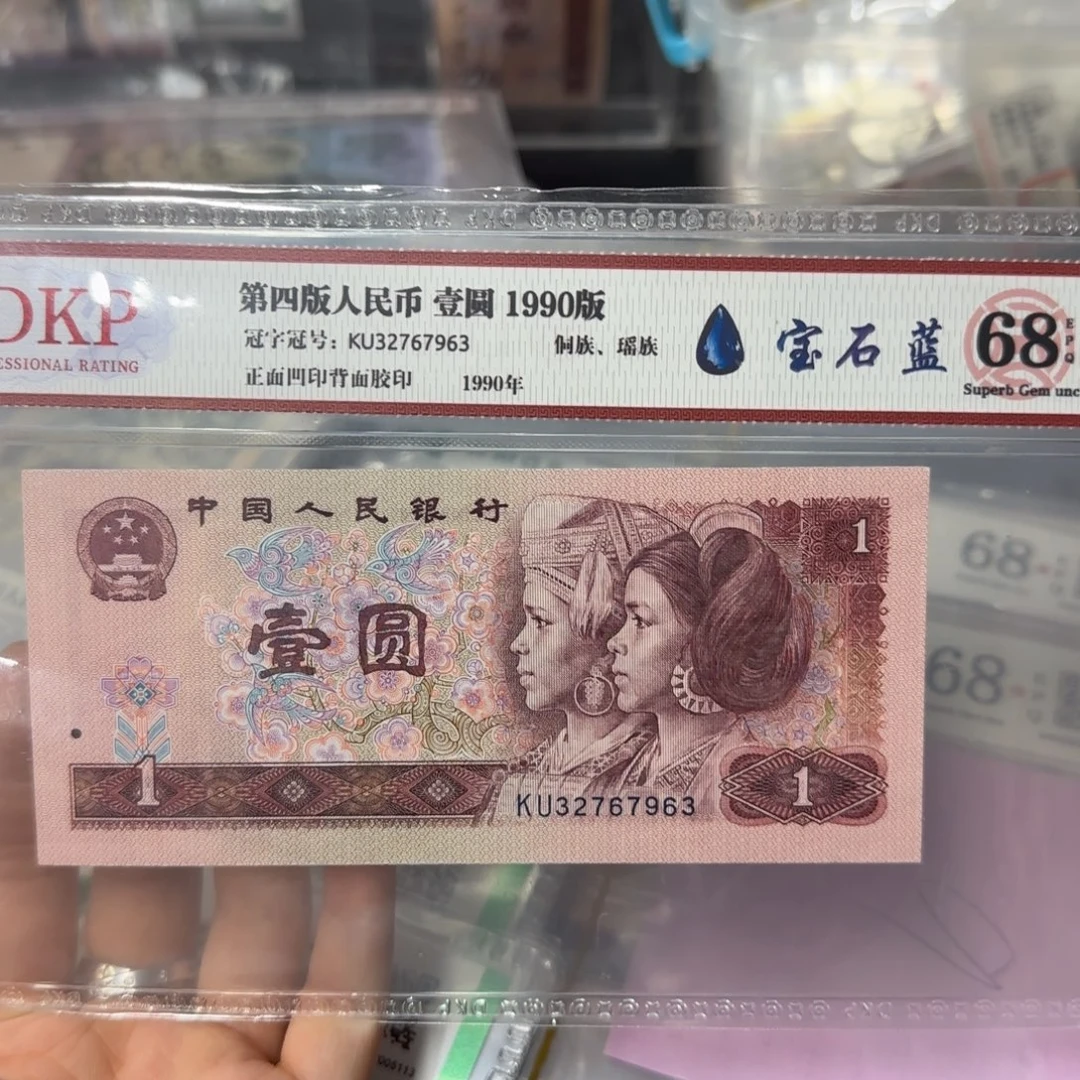 DKP
ESSIONAL RATING
第四版人民币 壹圆 1990版
冠字冠号：KU32767963
侗族、瑶族
正面凹印背面胶印 1990年
宝石蓝
68
EPQ
Superb Gem unc
中国人民银行
1
壹圆
1
KU32767963
1
68
68